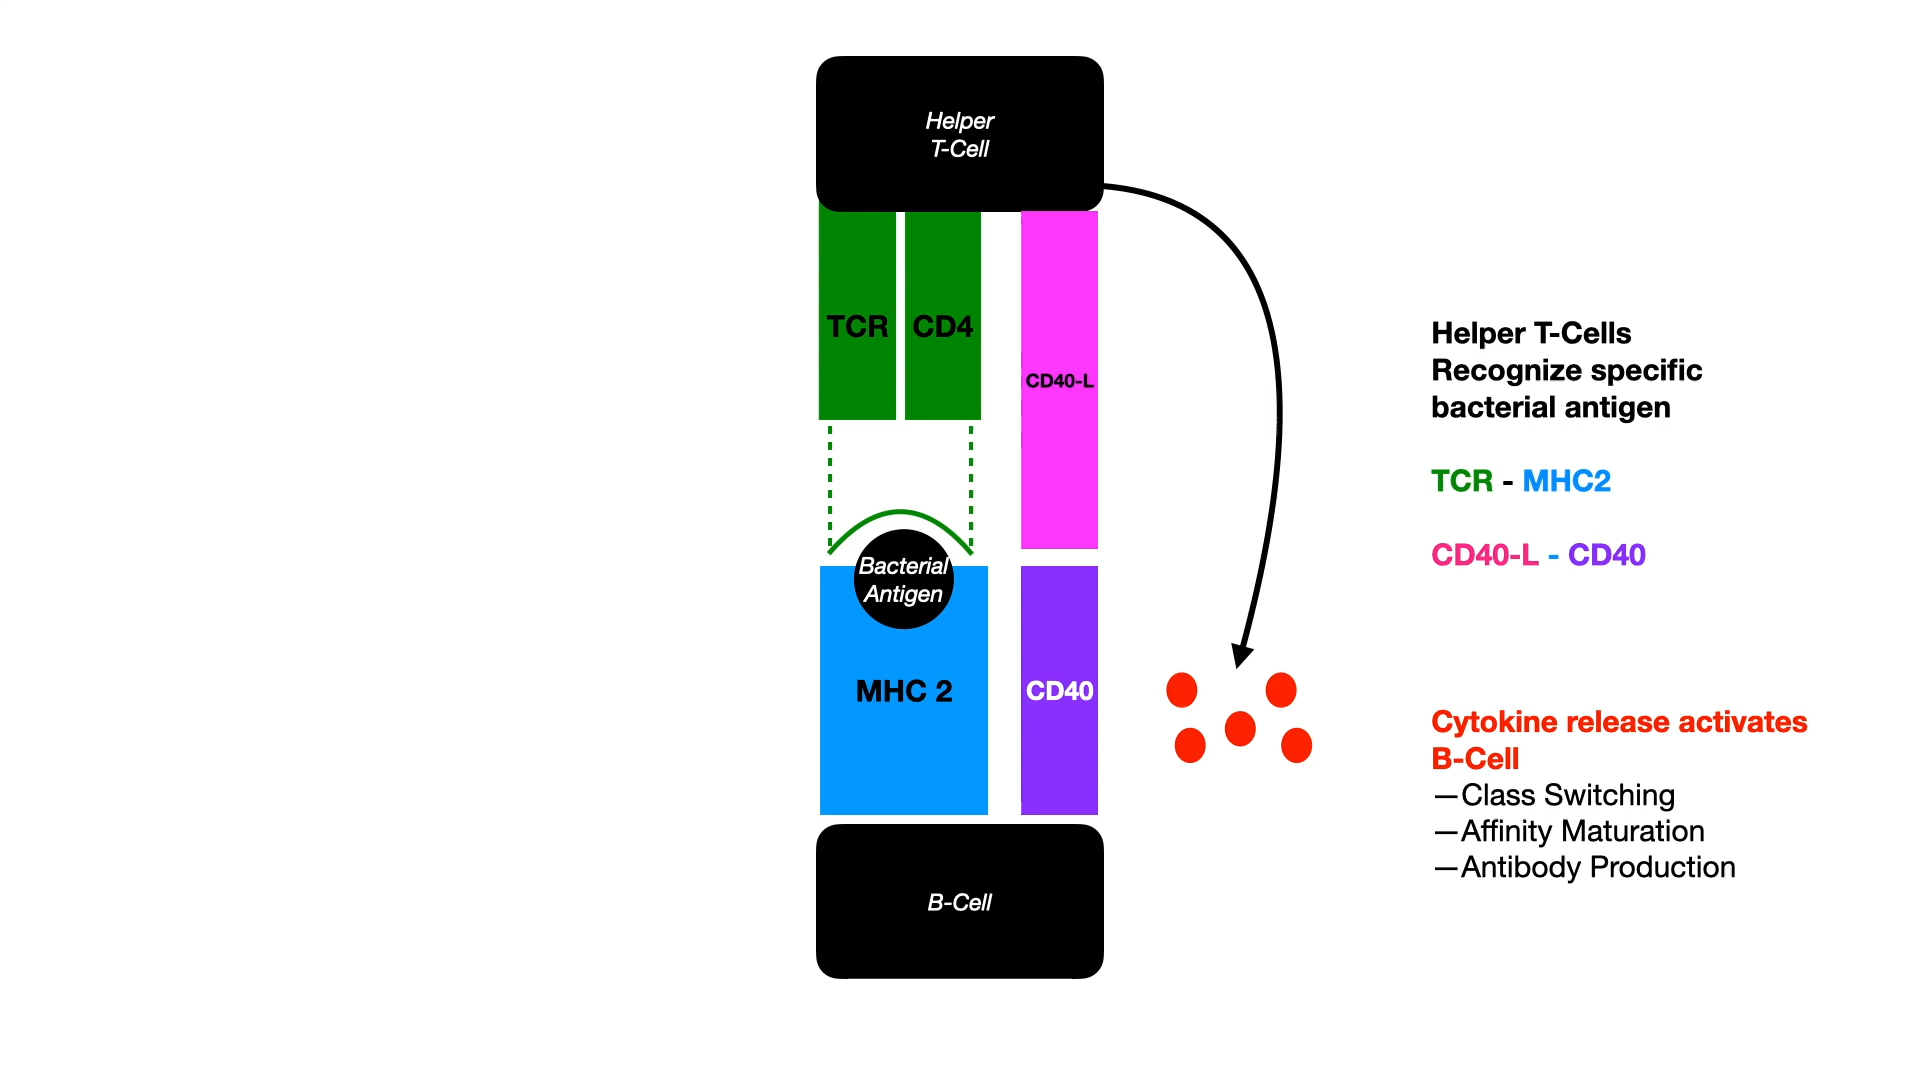 Helper
T-Cell
TCR
CD4
CD40-L
Bacterial
Antigen
MHC 2
CD40
B-Cell
Helper T-Cells
Recognize specific
bacterial antigen
TCR - MHC2
CD40-L - CD40
Cytokine release activates
B-Cell
—Class Switching
—Affinity Maturation
—Antibody Production